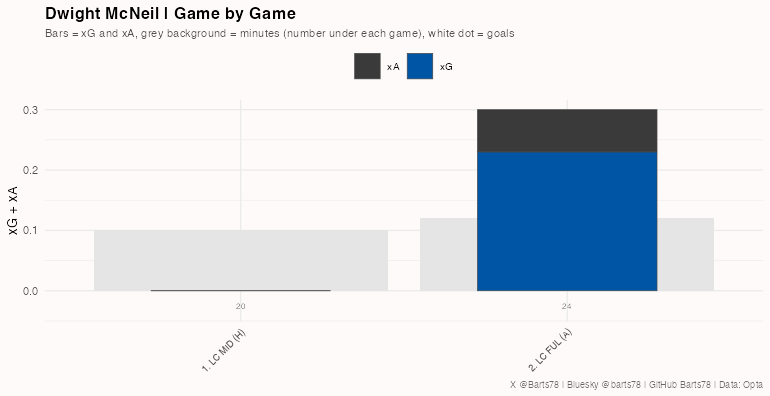 Dwight McNeil | Game by Game
Bars = xG and xA, grey background = minutes (number under each game), white dot = goals
xA xG
xG + xA
0.3
0.2
0.1
0.0
20 24
1. LC MID (H) 2. LC FUL (A)
X @Barts78 | Bluesky @barts78 | GitHub Barts78 | Data: Opta